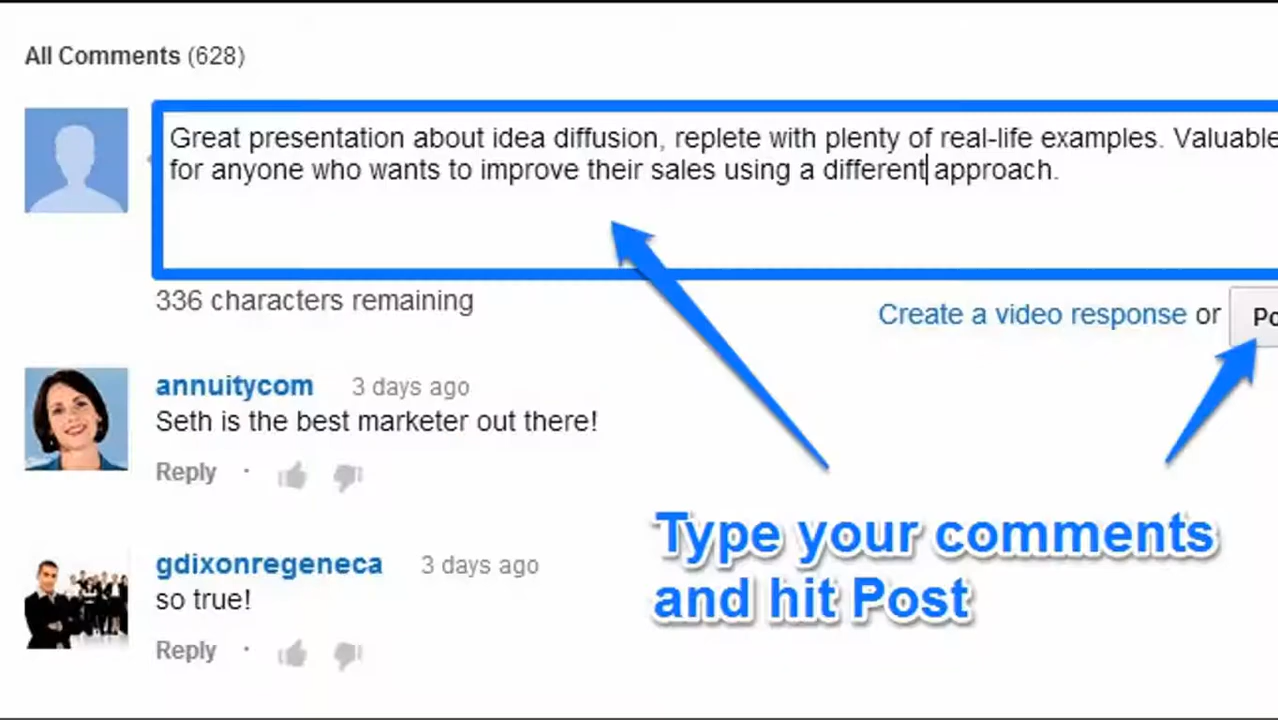 All Comments (628)
Great presentation about idea diffusion, replete with plenty of real-life examples. Valuable
for anyone who wants to improve their sales using a different approach.
336 characters remaining
Create a video response or
annuitycom 3 days ago
Seth is the best marketer out there!
Reply ·
Type your comments
and hit Post
gdixonregeneca 3 days ago
so true!
Reply ·